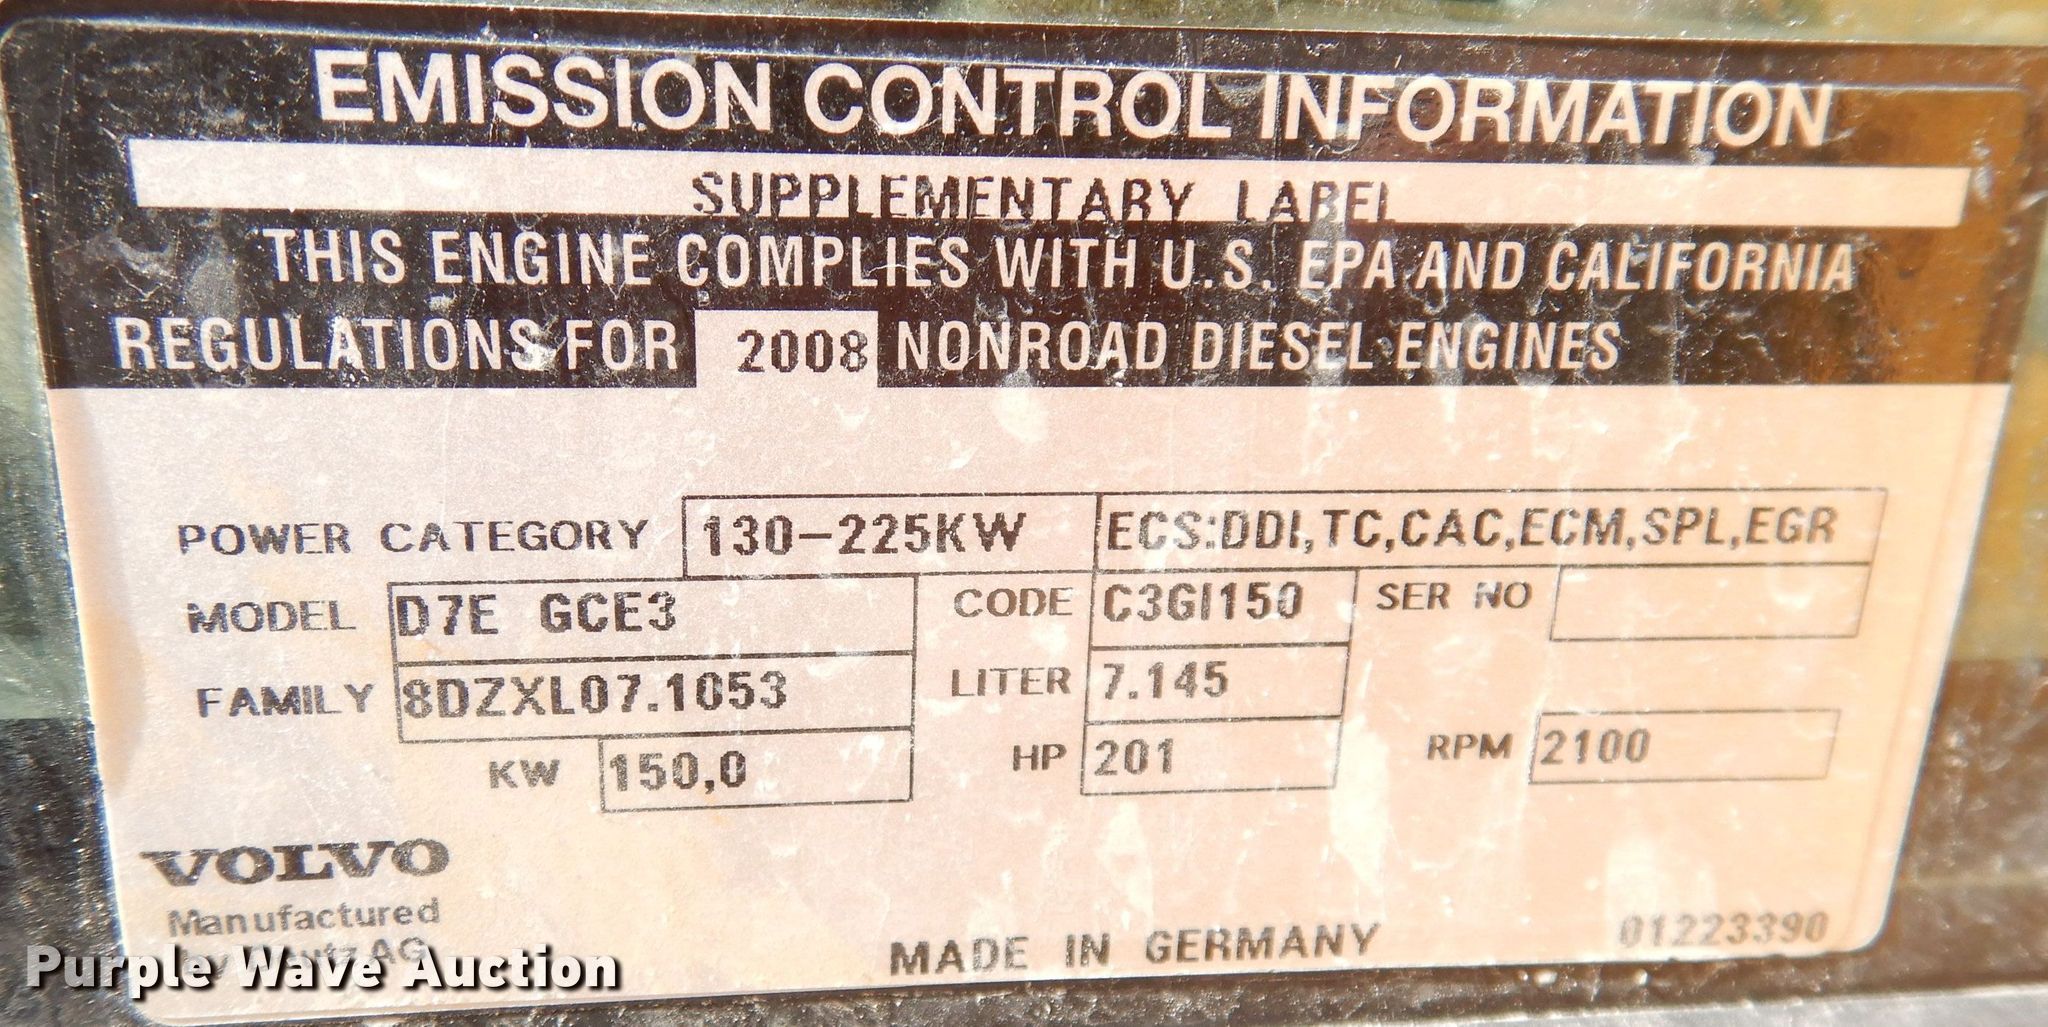 EMISSION CONTROL INFORMATION
SUPPLEMENTARY LABEL
THIS ENGINE COMPLIES WITH U.S. EPA AND CALIFORNIA
REGULATIONS FOR 2008 NONROAD DIESEL ENGINES
POWER CATEGORY 130-225KW ECS:DDI,TC,CAC,ECM,SPL,EGR
MODEL D7E GCE3 CODE C3GI150 SER NO
FAMILY 8DZXL07.1053 LITER 7.145
KW 150,0 HP 201 RPM 2100
VOLVO
Manufactured
by Deutz AG
MADE IN GERMANY 01223390
Purple Wave Auction